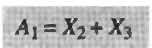 A₁ = X₂ + X₃